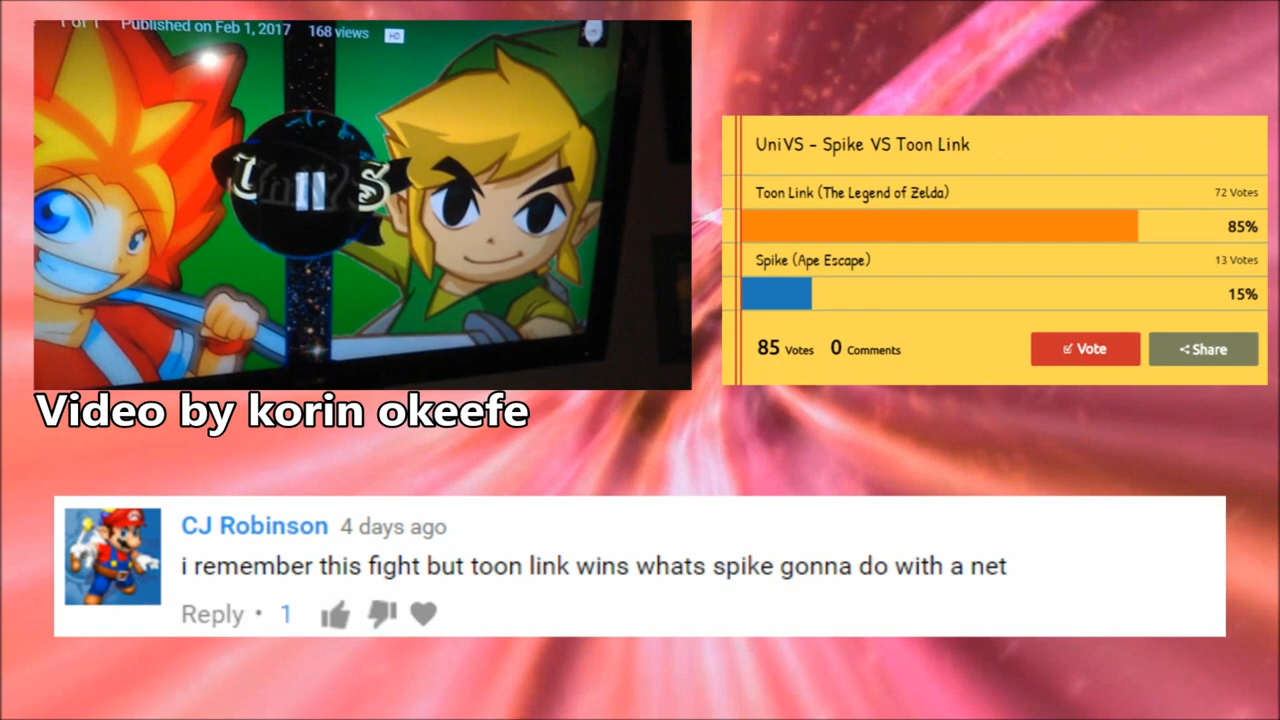 1 of 1 Published on Feb 1, 2017 168 views HD
UniVS - Spike VS Toon Link
Toon Link (The Legend of Zelda) 72 Votes
85%
Spike (Ape Escape) 13 Votes
15%
85 Votes 0 Comments Vote Share
Video by korin okeefe
CJ Robinson 4 days ago
i remember this fight but toon link wins whats spike gonna do with a net
Reply • 1